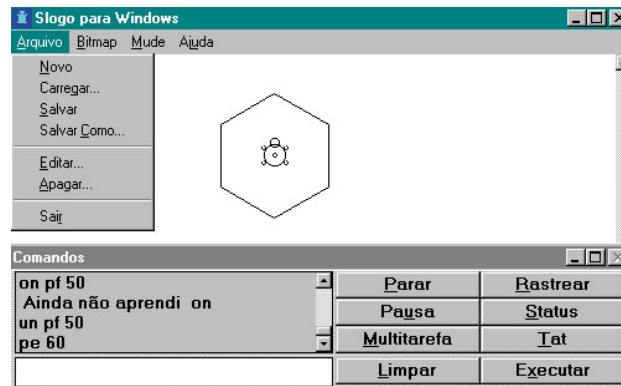 Slogo para Windows
Arquivo Bitmap Mude Ajuda
Novo
Carregar...
Salvar
Salvar Como...
Editar...
Apagar...
Sair
Comandos
on pf 50
Ainda não aprendi on
un pf 50
pe 60
Parar Rastrear
Pausa Status
Multitarefa Tat
Limpar Executar